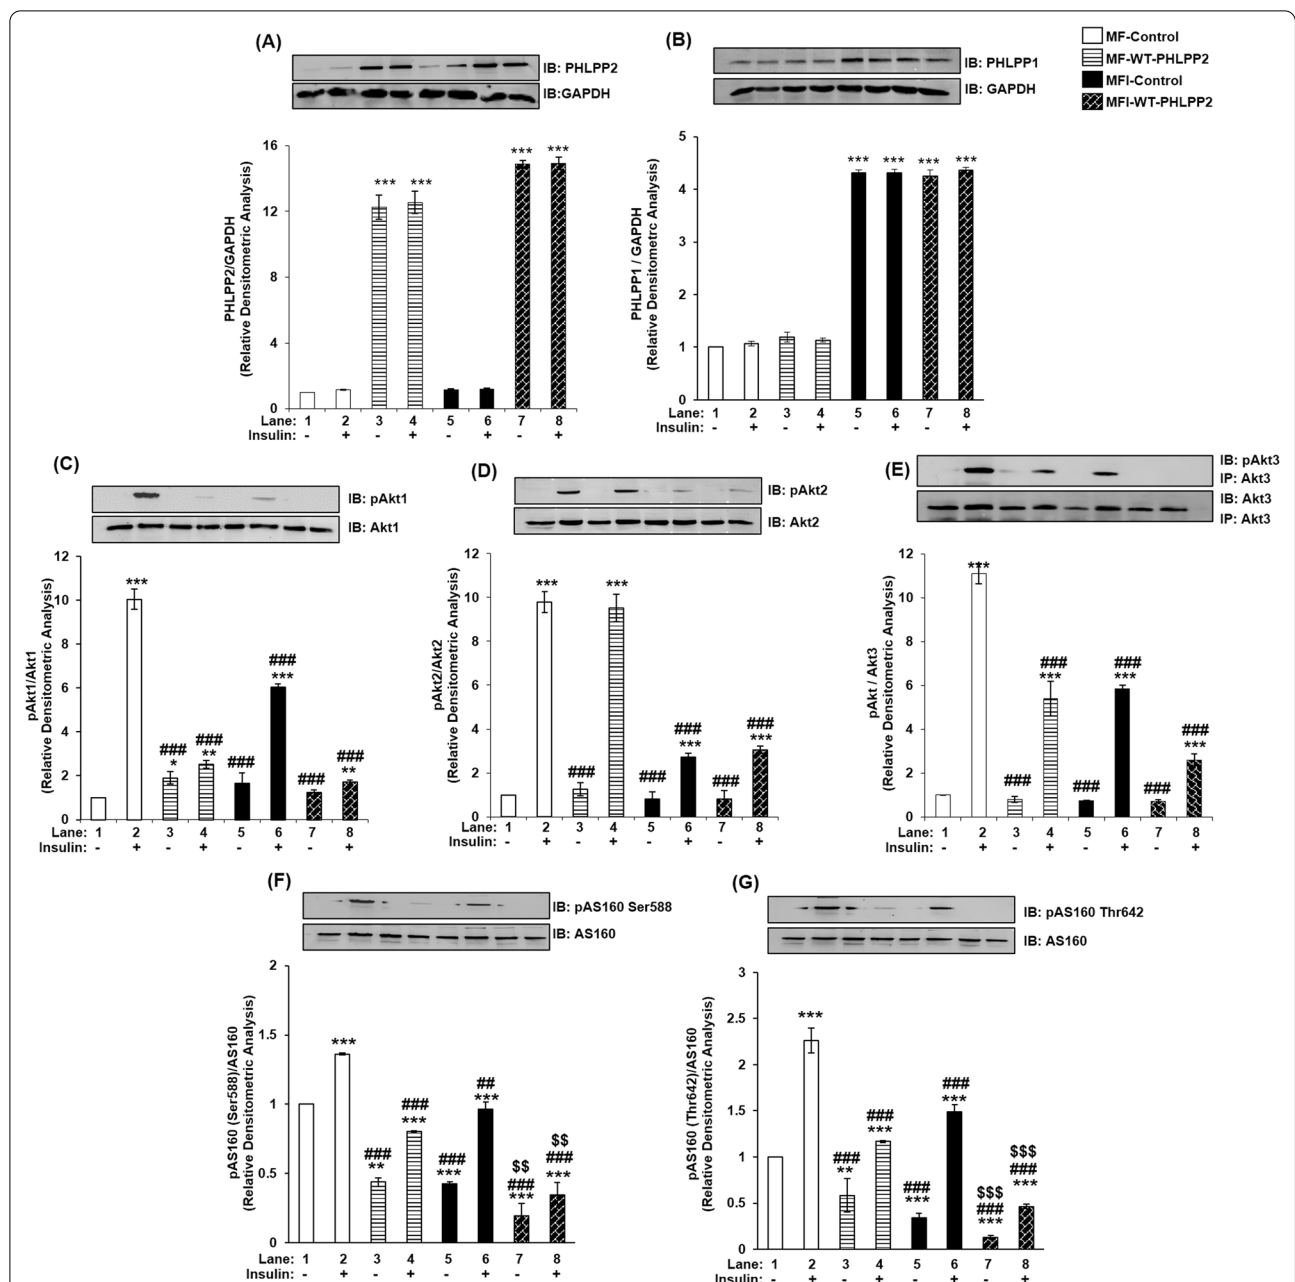 (A)
IB: PHLPP2
IB:GAPDH
PHLPP2/GAPDH
(Relative Densitometric Analysis)
16
12
8
4
0
*** *** *** ***
Lane: 1 2 3 4 5 6 7 8
Insulin: - + - + - + - +
(B)
IB: PHLPP1
IB: GAPDH
PHLPP1 / GAPDH
(Relative Densitometric Analysis)
5
4
3
2
1
0
*** *** *** ***
Lane: 1 2 3 4 5 6 7 8
Insulin: - + - + - + - +
MF-Control
MF-WT-PHLPP2
MFI-Control
MFI-WT-PHLPP2
(C)
IB: pAkt1
IB: Akt1
pAkt1/Akt1
(Relative Densitometric Analysis)
12
10
8
6
4
2
0
*** ### ### ### ### ### ###
* ** *** **
Lane: 1 2 3 4 5 6 7 8
Insulin: - + - + - + - +
(D)
IB: pAkt2
IB: Akt2
pAkt2/Akt2
(Relative Densitometric Analysis)
12
10
8
6
4
2
0
*** ### *** ### ### ### ###
*** ***
Lane: 1 2 3 4 5 6 7 8
Insulin: - + - + - + - +
(E)
IB: pAkt3
IP: Akt3
IB: Akt3
IP: Akt3
pAkt / Akt3
(Relative Densitometric Analysis)
12
10
8
6
4
2
0
*** ### ### ### ### ### ###
*** *** ***
Lane: 1 2 3 4 5 6 7 8
Insulin: - + - + - + - +
(F)
IB: pAS160 Ser588
IB: AS160
pAS160 (Ser588)/AS160
(Relative Densitometric Analysis)
2
1.5
1
0.5
0
$$ $$
### ### ### ## ### ###
*** ** *** *** *** *** ***
Lane: 1 2 3 4 5 6 7 8
Insulin: - + - + - + - +
(G)
IB: pAS160 Thr642
IB: AS160
pAS160 (Thr642)/AS160
(Relative Densitometric Analysis)
3
2.5
2
1.5
1
0.5
0
$$$ $$$
### ### ### ### ### ###
*** ** *** *** *** *** ***
Lane: 1 2 3 4 5 6 7 8
Insulin: - + - + - + - +